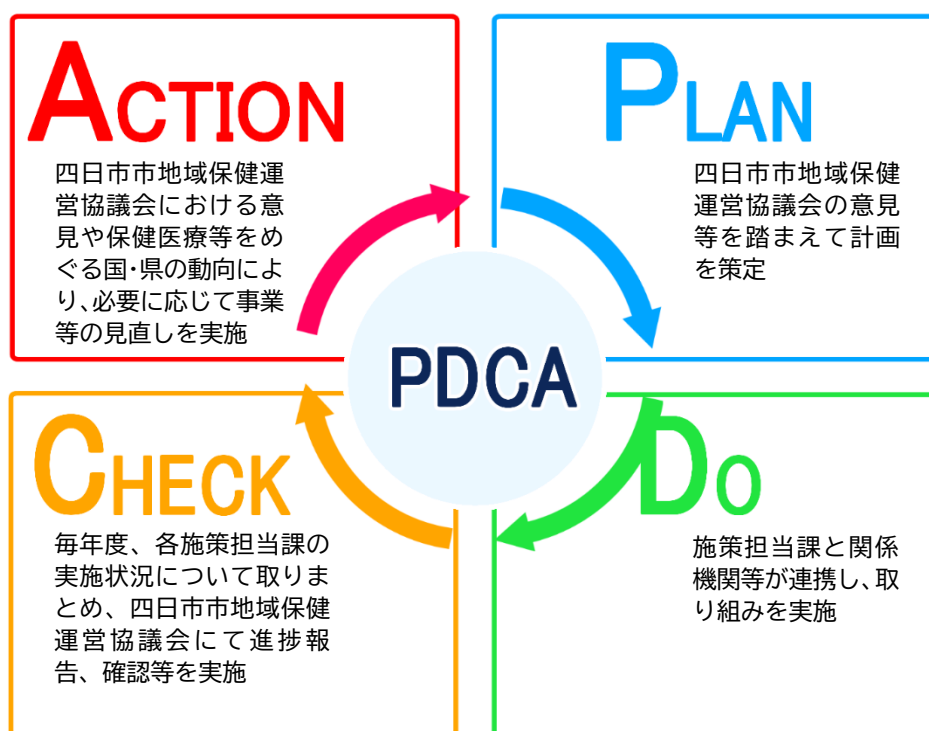 ACTION
四日市市地域保健運
営協議会における意
見や保健医療等をめ
ぐる国・県の動向によ
り、必要に応じて事業
等の見直しを実施
PLAN
四日市市地域保健
運営協議会の意見
等を踏まえて計画
を策定
PDCA
CHECK
毎年度、各施策担当課の
実施状況について取りま
とめ、四日市市地域保健
運営協議会にて進捗報
告、確認等を実施
DO
施策担当課と関係
機関等が連携し、取
り組みを実施